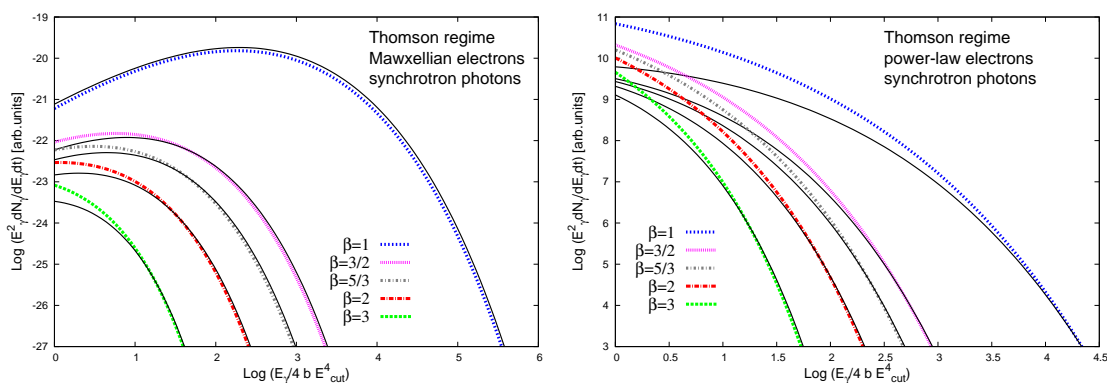 -19
-20
-21
-22
-23
-24
-25
-26
-27
Log (E²γdNγ/dEγdt) [arb.units]
Thomson regime
Mawxellian electrons
synchrotron photons
β=1
β=3/2
β=5/3
β=2
β=3
0 1 2 3 4 5 6
Log (Eγ/4 b E⁴cut)
11
10
9
8
7
6
5
4
3
Log (E²γdNγ/dEγdt) [arb.units]
Thomson regime
power-law electrons
synchrotron photons
β=1
β=3/2
β=5/3
β=2
β=3
0 0.5 1 1.5 2 2.5 3 3.5 4 4.5
Log (Eγ/4 b E⁴cut)